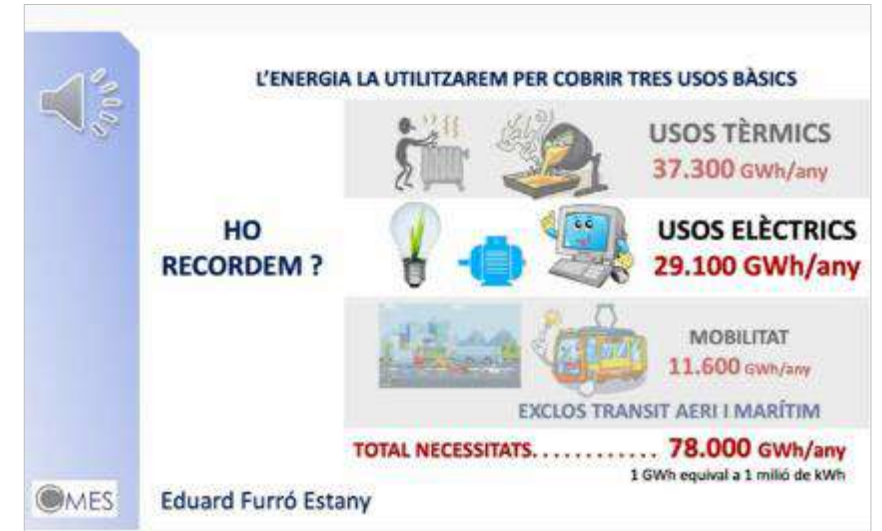 L'ENERGIA LA UTILITZAREM PER COBRIR TRES USOS BÀSICS
USOS TÈRMICS
37.300 GWh/any
HO
RECORDEM ?
USOS ELÈCTRICS
29.100 GWh/any
MOBILITAT
11.600 GWh/any
EXCLOS TRANSIT AERI I MARÍTIM
TOTAL NECESSITATS. . . . . . . . . . . . 78.000 GWh/any
1 GWh equival a 1 milió de kWh
MES
Eduard Furró Estany